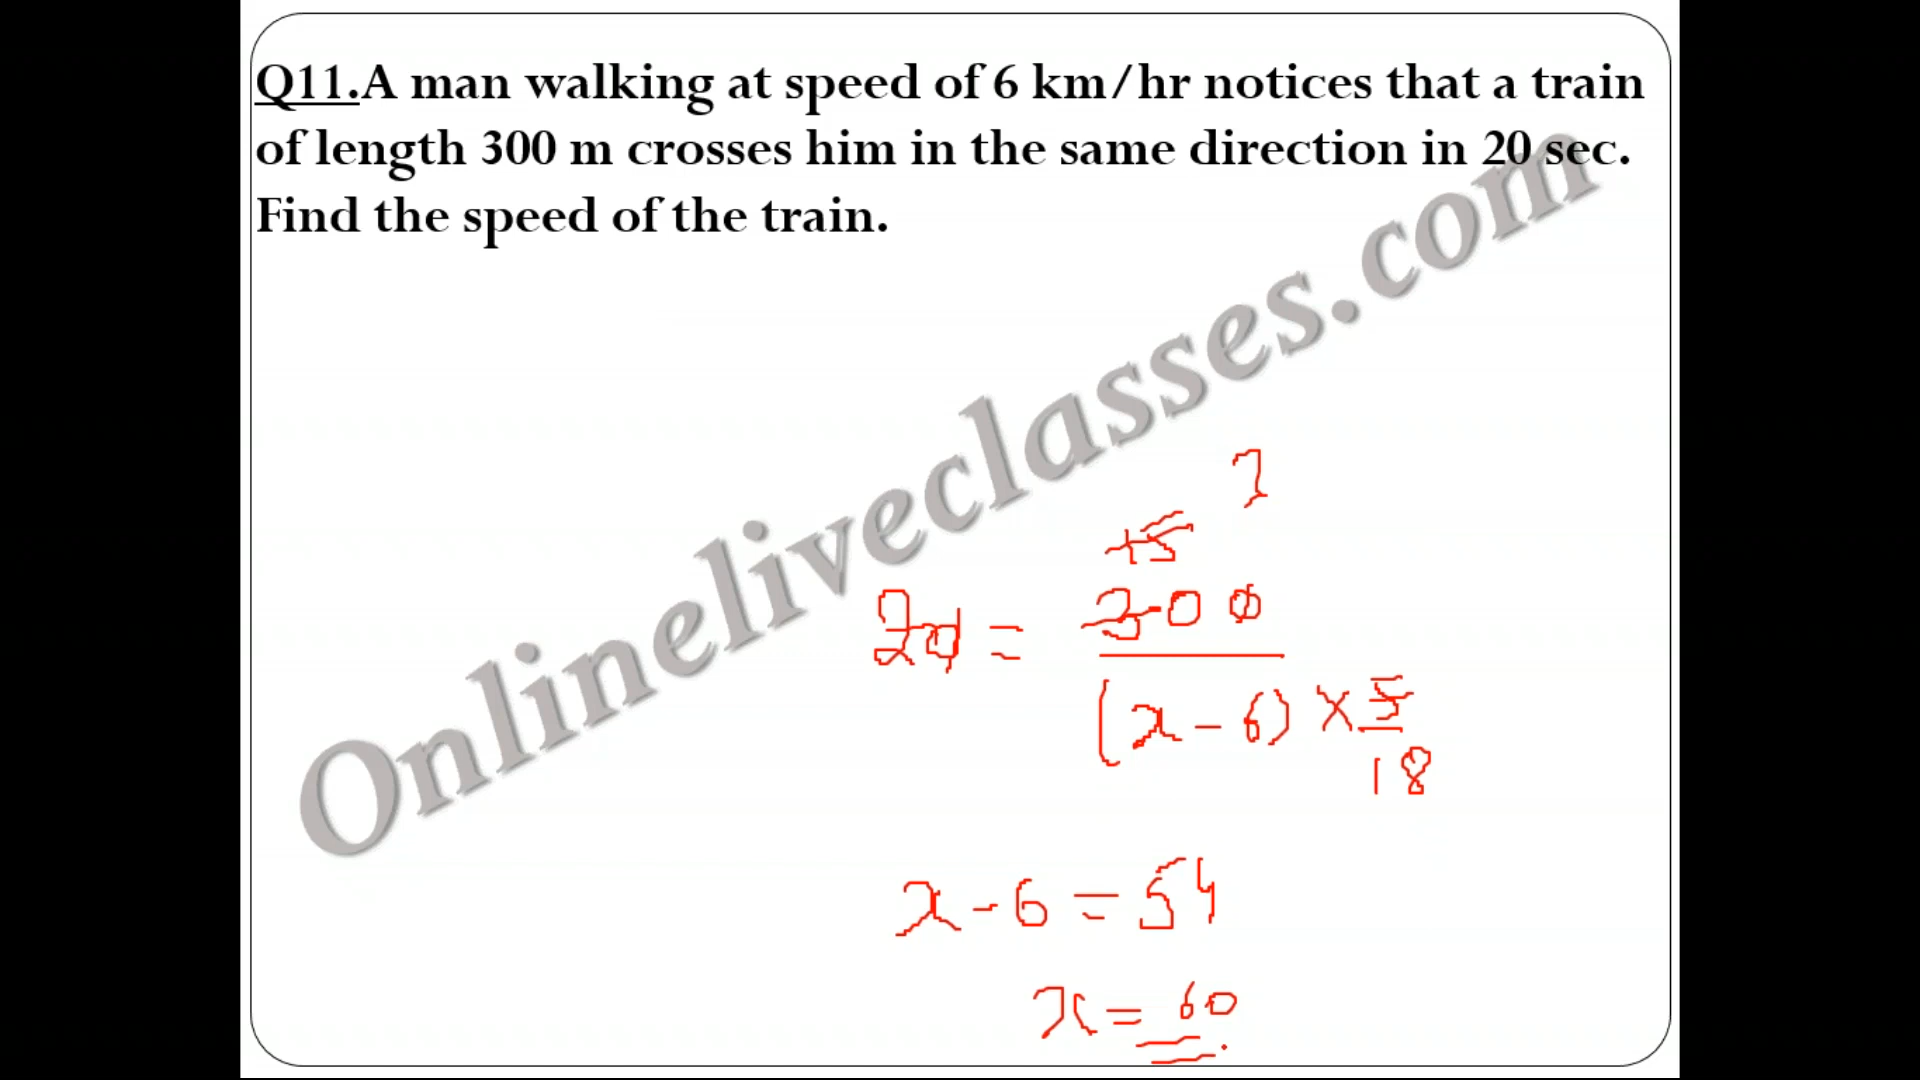 Q11.A man walking at speed of 6 km/hr notices that a train
of length 300 m crosses him in the same direction in 20 sec.
Find the speed of the train.
Onlineliveclasses.com
3
15
20 = 300
(x - 6) × 5
18
x - 6 = 54
x = 60